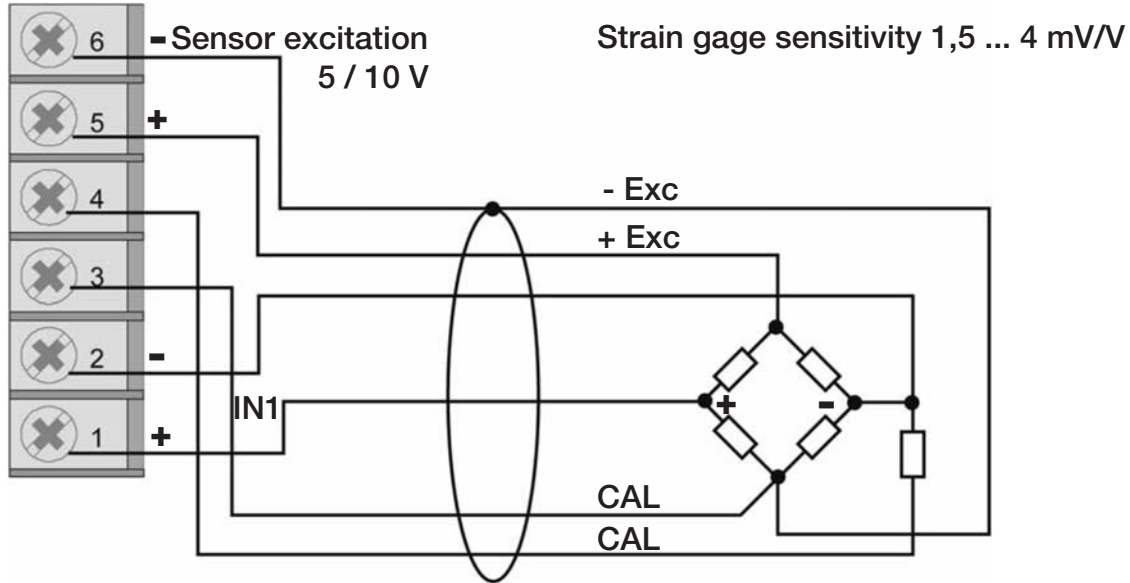 6 - Sensor excitation Strain gage sensitivity 1,5 ... 4 mV/V
5 / 10 V
5 +
4
- Exc
+ Exc
3
2 -
IN1 + -
1 +
CAL
CAL